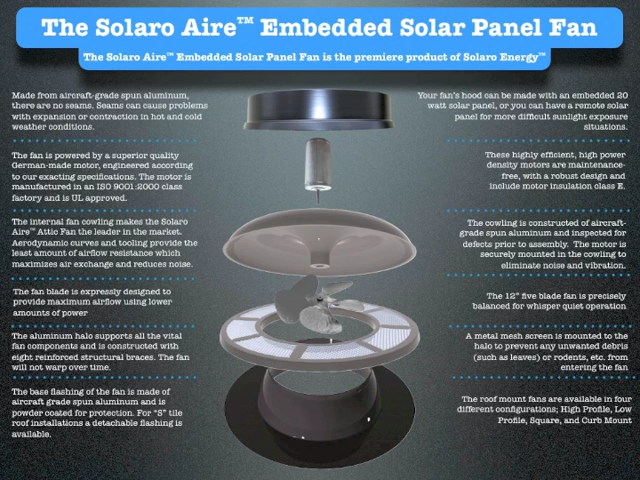 The Solaro Aire™ Embedded Solar Panel Fan
The Solaro Aire™ Embedded Solar Panel Fan is the premiere product of Solaro Energy™
Made from aircraft-grade spun aluminum,
there are no seams. Seams can cause problems
with expansion or contraction in hot and cold
weather conditions.
Your fan's hood can be made with an embedded 20
watt solar panel, or you can have a remote solar
panel for more difficult sunlight exposure
situations.
The fan is powered by a superior quality
German-made motor, engineered according
to our exacting specifications. The motor is
manufactured in an ISO 9001:2000 class
factory and is UL approved.
These highly efficient, high power
density motors are maintenance-
free, with a robust design and
include motor insulation class E.
The internal fan cowling makes the Solaro
Aire™ Attic Fan the leader in the market.
Aerodynamic curves and tooling provide the
least amount of airflow resistance which
maximizes air exchange and reduces noise.
The cowling is constructed of aircraft-
grade spun aluminum and inspected for
defects prior to assembly.  The motor is
securely mounted in the cowling to
eliminate noise and vibration.
The fan blade is expressly designed to
provide maximum airflow using lower
amounts of power
The 12" five blade fan is precisely
balanced for whisper quiet operation
The aluminum halo supports all the vital
fan components and is constructed with
eight reinforced structural braces. The fan
will not warp over time.
A metal mesh screen is mounted to the
halo to prevent any unwanted debris
(such as leaves) or rodents, etc. from
entering the fan
The base flashing of the fan is made of
aircraft grade spun aluminum and is
powder coated for protection. For "S" tile
roof installations a detachable flashing is
available.
The roof mount fans are available in four
different configurations; High Profile, Low
Profile, Square, and Curb Mount